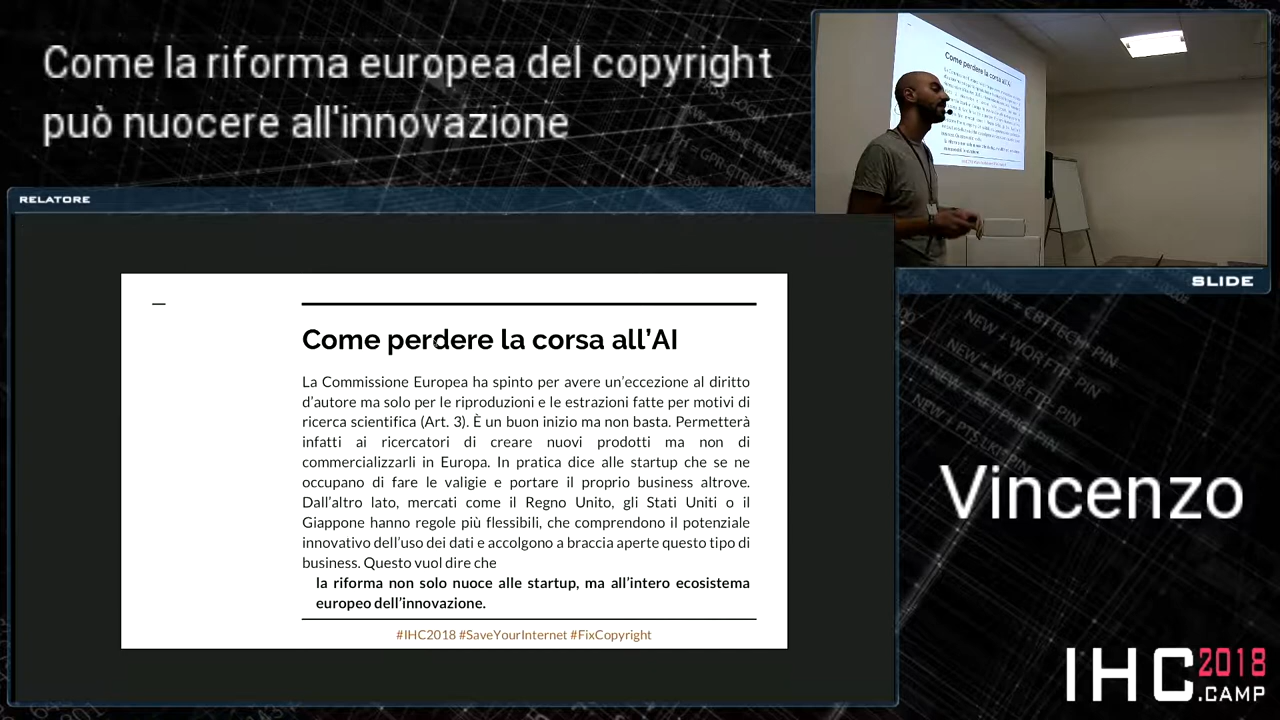 Come la riforma europea del copyright
può nuocere all'innovazione
RELATORE
SLIDE
Come perdere la corsa all'AI
Come perdere la corsa all’AI
La Commissione Europea ha spinto per avere un’eccezione al diritto
d’autore ma solo per le riproduzioni e le estrazioni fatte per motivi di
ricerca scientifica (Art. 3). È un buon inizio ma non basta. Permetterà
infatti ai ricercatori di creare nuovi prodotti ma non di
commercializzarli in Europa. In pratica dice alle startup che se ne
occupano di fare le valigie e portare il proprio business altrove.
Dall’altro lato, mercati come il Regno Unito, gli Stati Uniti o il
Giappone hanno regole più flessibili, che comprendono il potenziale
innovativo dell’uso dei dati e accolgono a braccia aperte questo tipo di
business. Questo vuol dire che
la riforma non solo nuoce alle startup, ma all’intero ecosistema
europeo dell’innovazione.
#IHC2018 #SaveYourInternet #FixCopyright
Vincenzo
IHC 2018
.CAMP